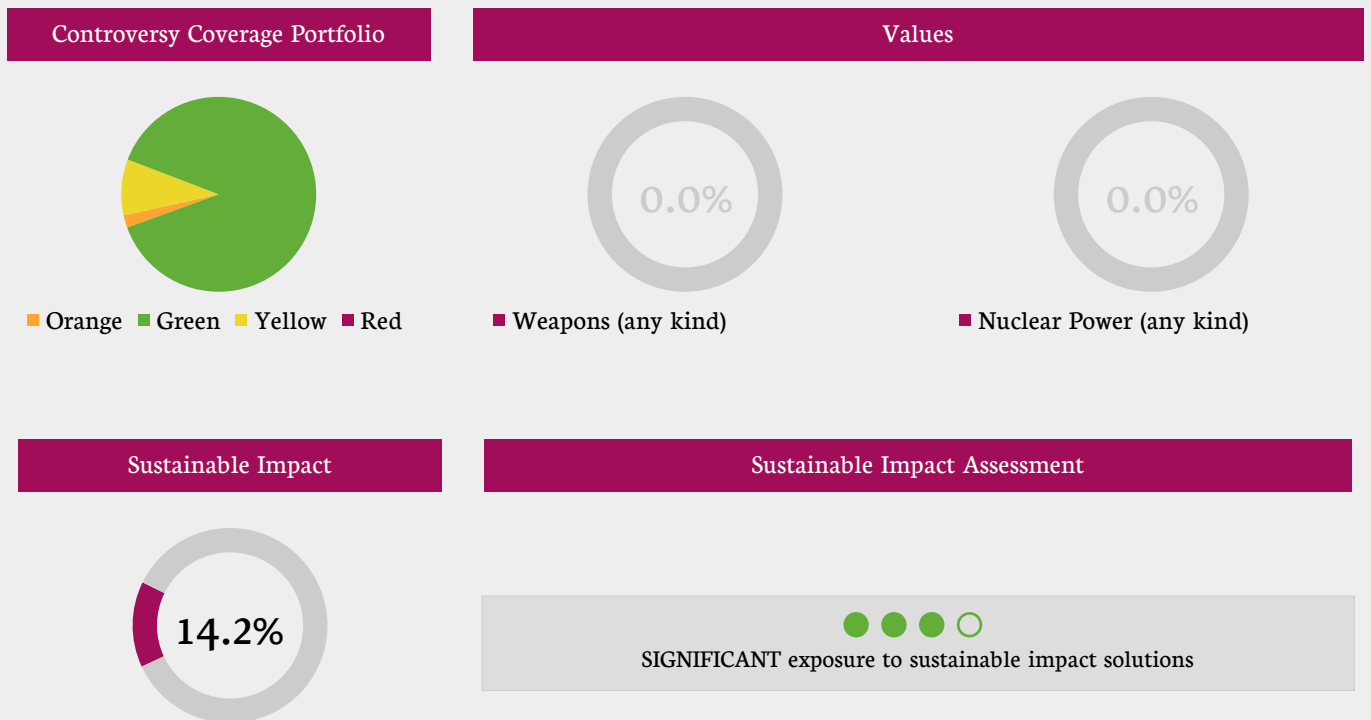 Controversy Coverage Portfolio
Values
0.0%
0.0%
Orange Green Yellow Red
Weapons (any kind)
Nuclear Power (any kind)
Sustainable Impact
Sustainable Impact Assessment
14.2%
SIGNIFICANT exposure to sustainable impact solutions